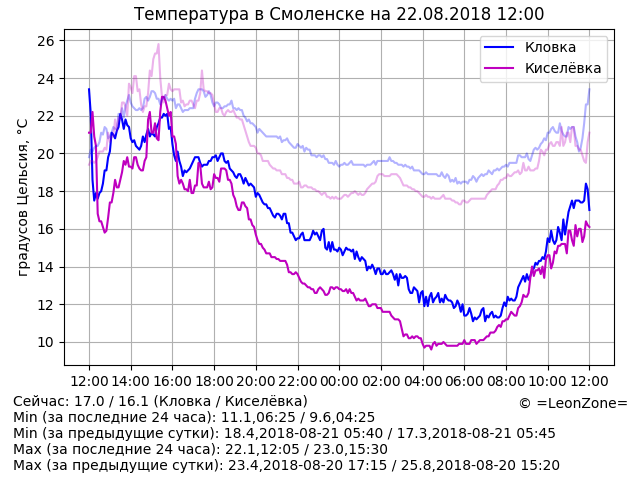 Температура в Смоленске на 22.08.2018 12:00
Кловка
Киселёвка
градусов Цельсия, °C
26
24
22
20
18
16
14
12
10
12:00 14:00 16:00 18:00 20:00 22:00 00:00 02:00 04:00 06:00 08:00 10:00 12:00
Сейчас: 17.0 / 16.1 (Кловка / Киселёвка)
© =LeonZone=
Min (за последние 24 часа): 11.1,06:25 / 9.6,04:25
Min (за предыдущие сутки): 18.4,2018-08-21 05:40 / 17.3,2018-08-21 05:45
Max (за последние 24 часа): 22.1,12:05 / 23.0,15:30
Max (за предыдущие сутки): 23.4,2018-08-20 17:15 / 25.8,2018-08-20 15:20